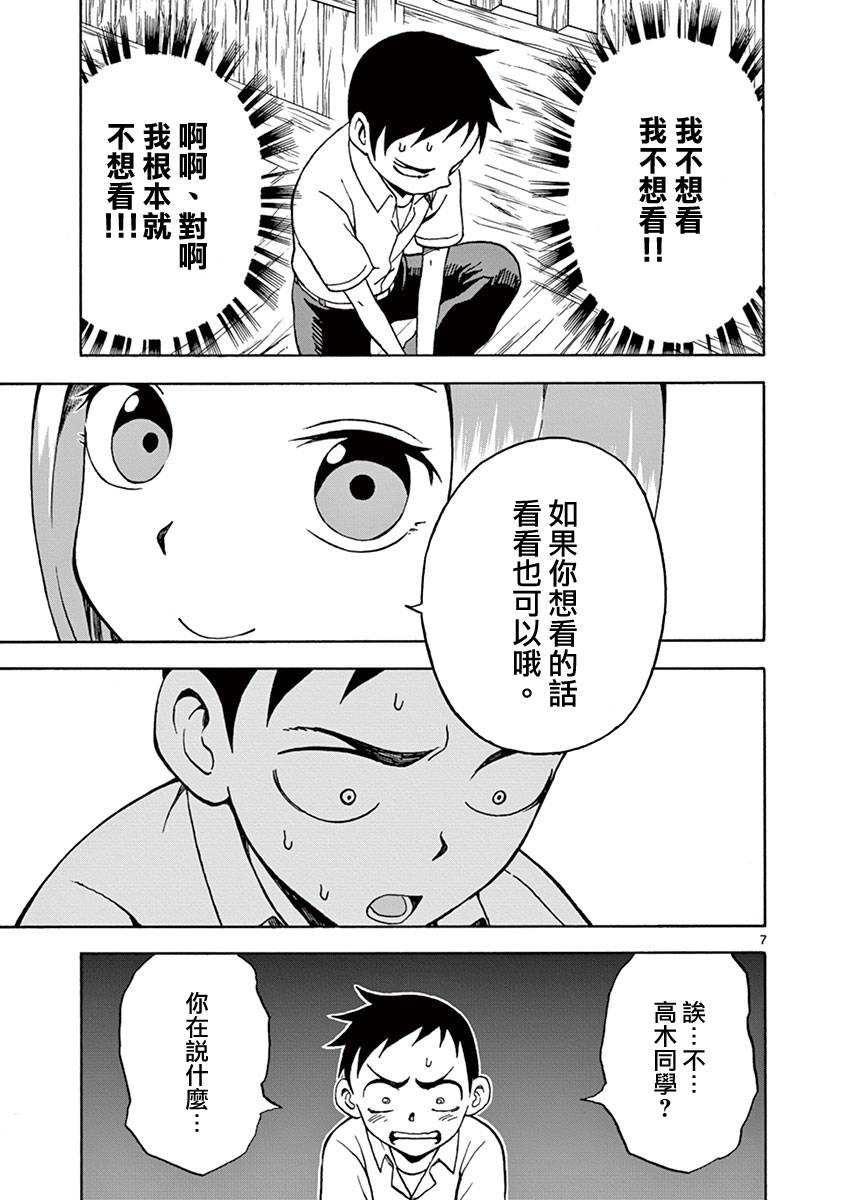 我不想看
我不想看!!
啊啊、對啊
我根本就
不想看!!!
如果你想看的話
看看也可以哦。
7
誒…不…
高木同學?
你在説什麼…